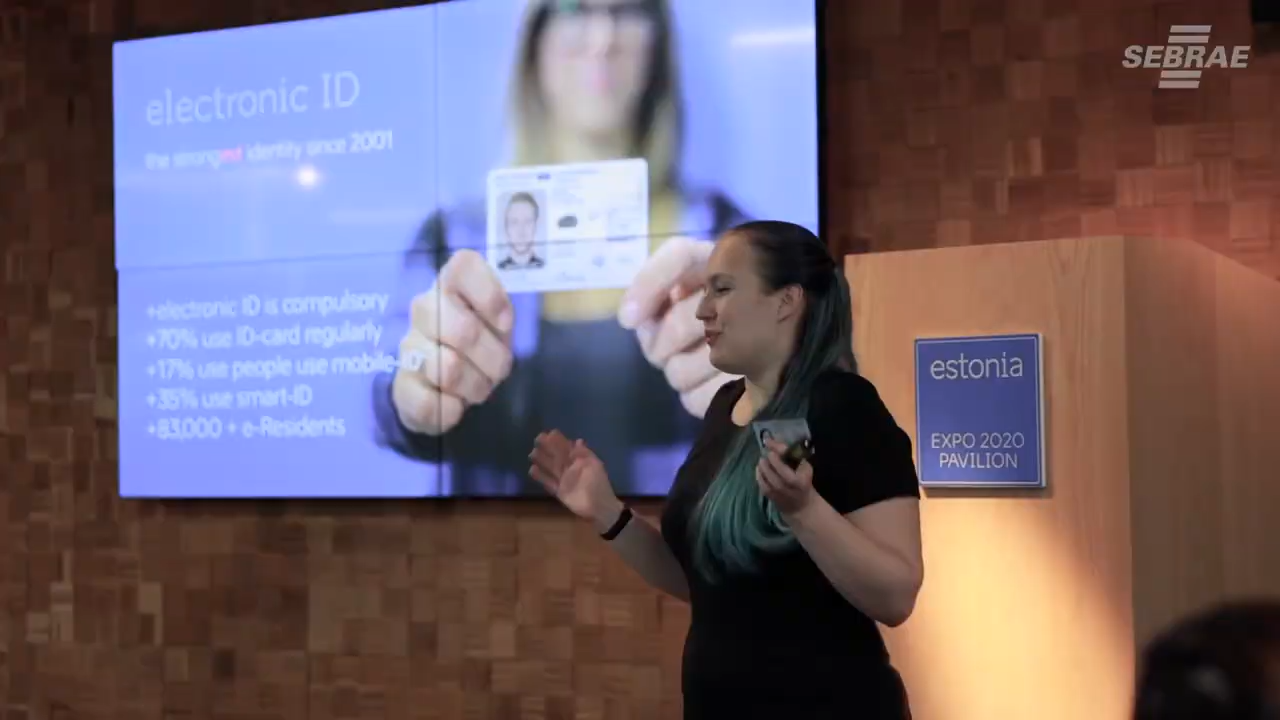 SEBRAE
electronic ID
the strongest identity since 2001
+electronic ID is compulsory
+70% use ID-card regularly
+17% use people use mobile-ID
+35% use smart-ID
+83,000 + e-Residents
estonia
EXPO 2020
PAVILION